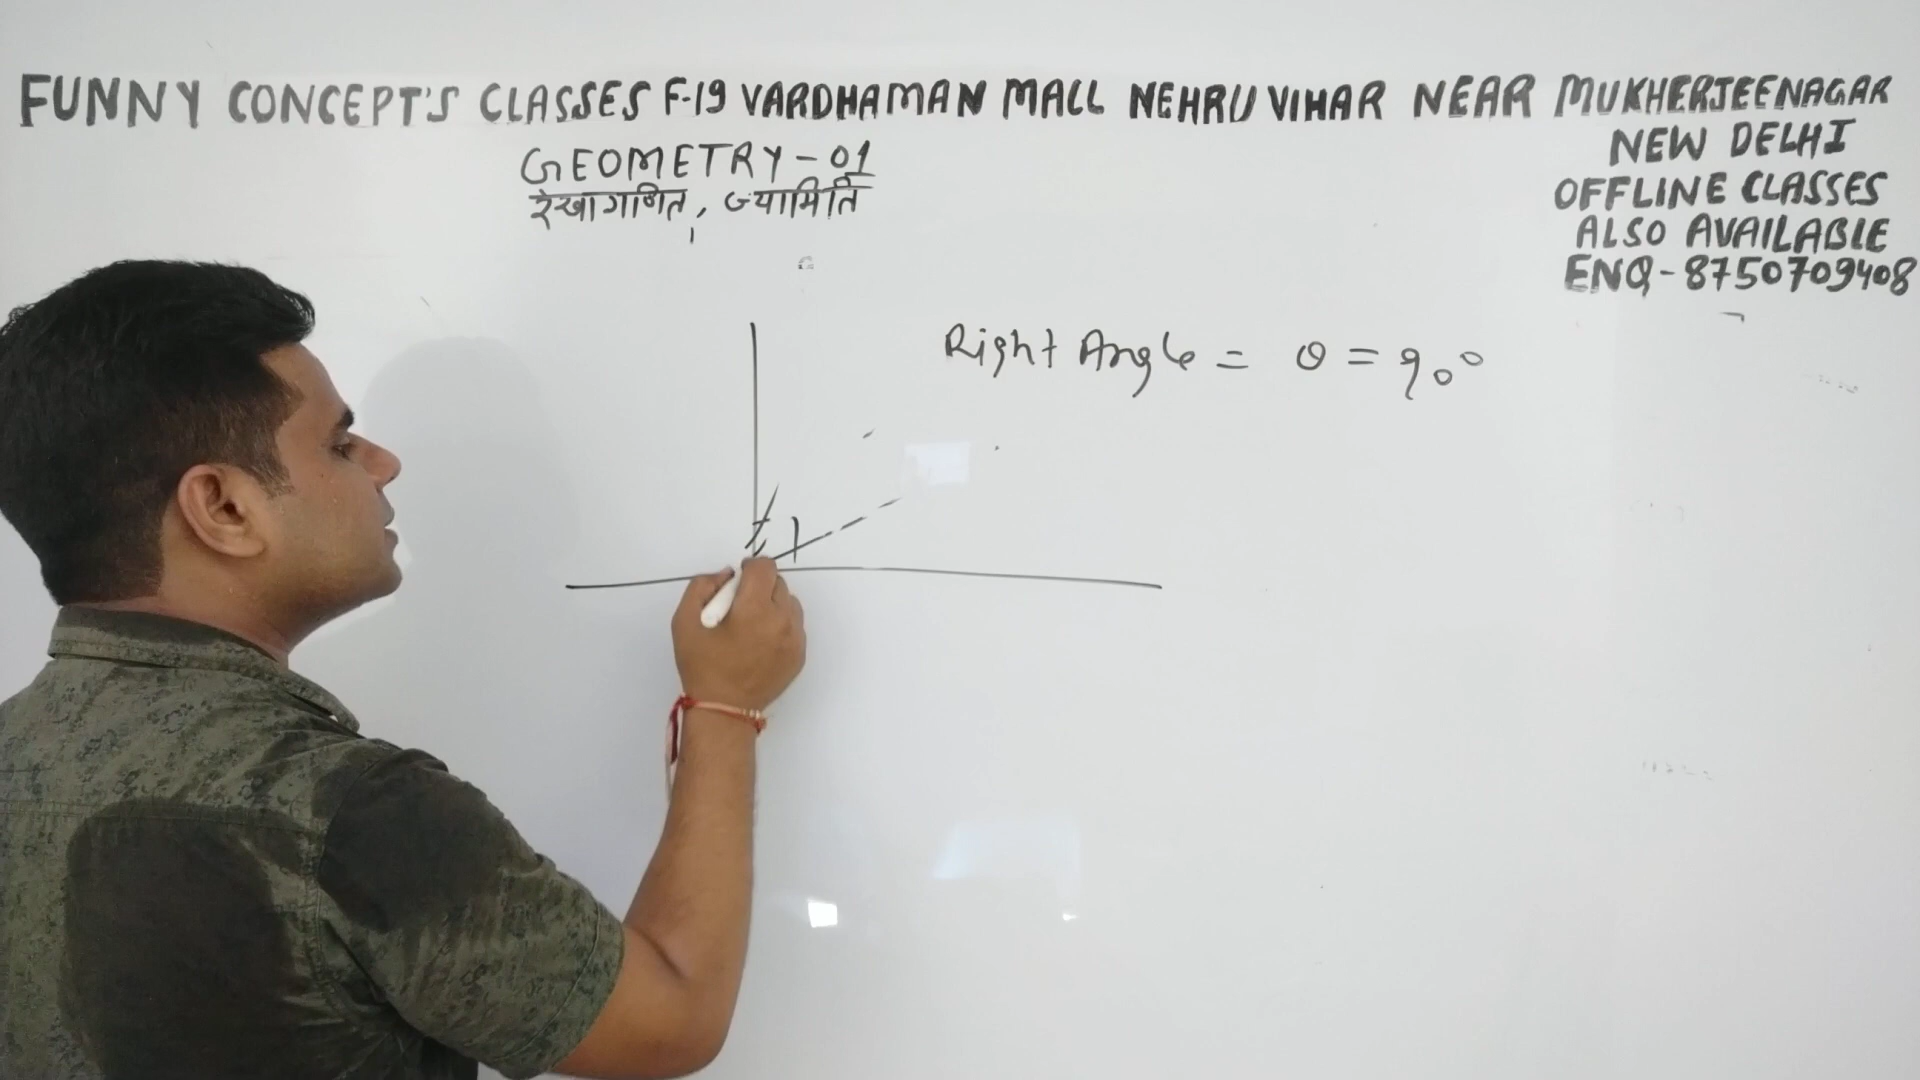 FUNNY CONCEPT'S CLASSES F-19 VARDHAMAN MALL NEHRU VIHAR NEAR MUKHERJEENAGAR
NEW DELHI
OFFLINE CLASSES
ALSO AVAILABLE
ENQ-8750709408
GEOMETRY-01
रेखागणित, ज्यामिति
Right Angle = θ = 90°